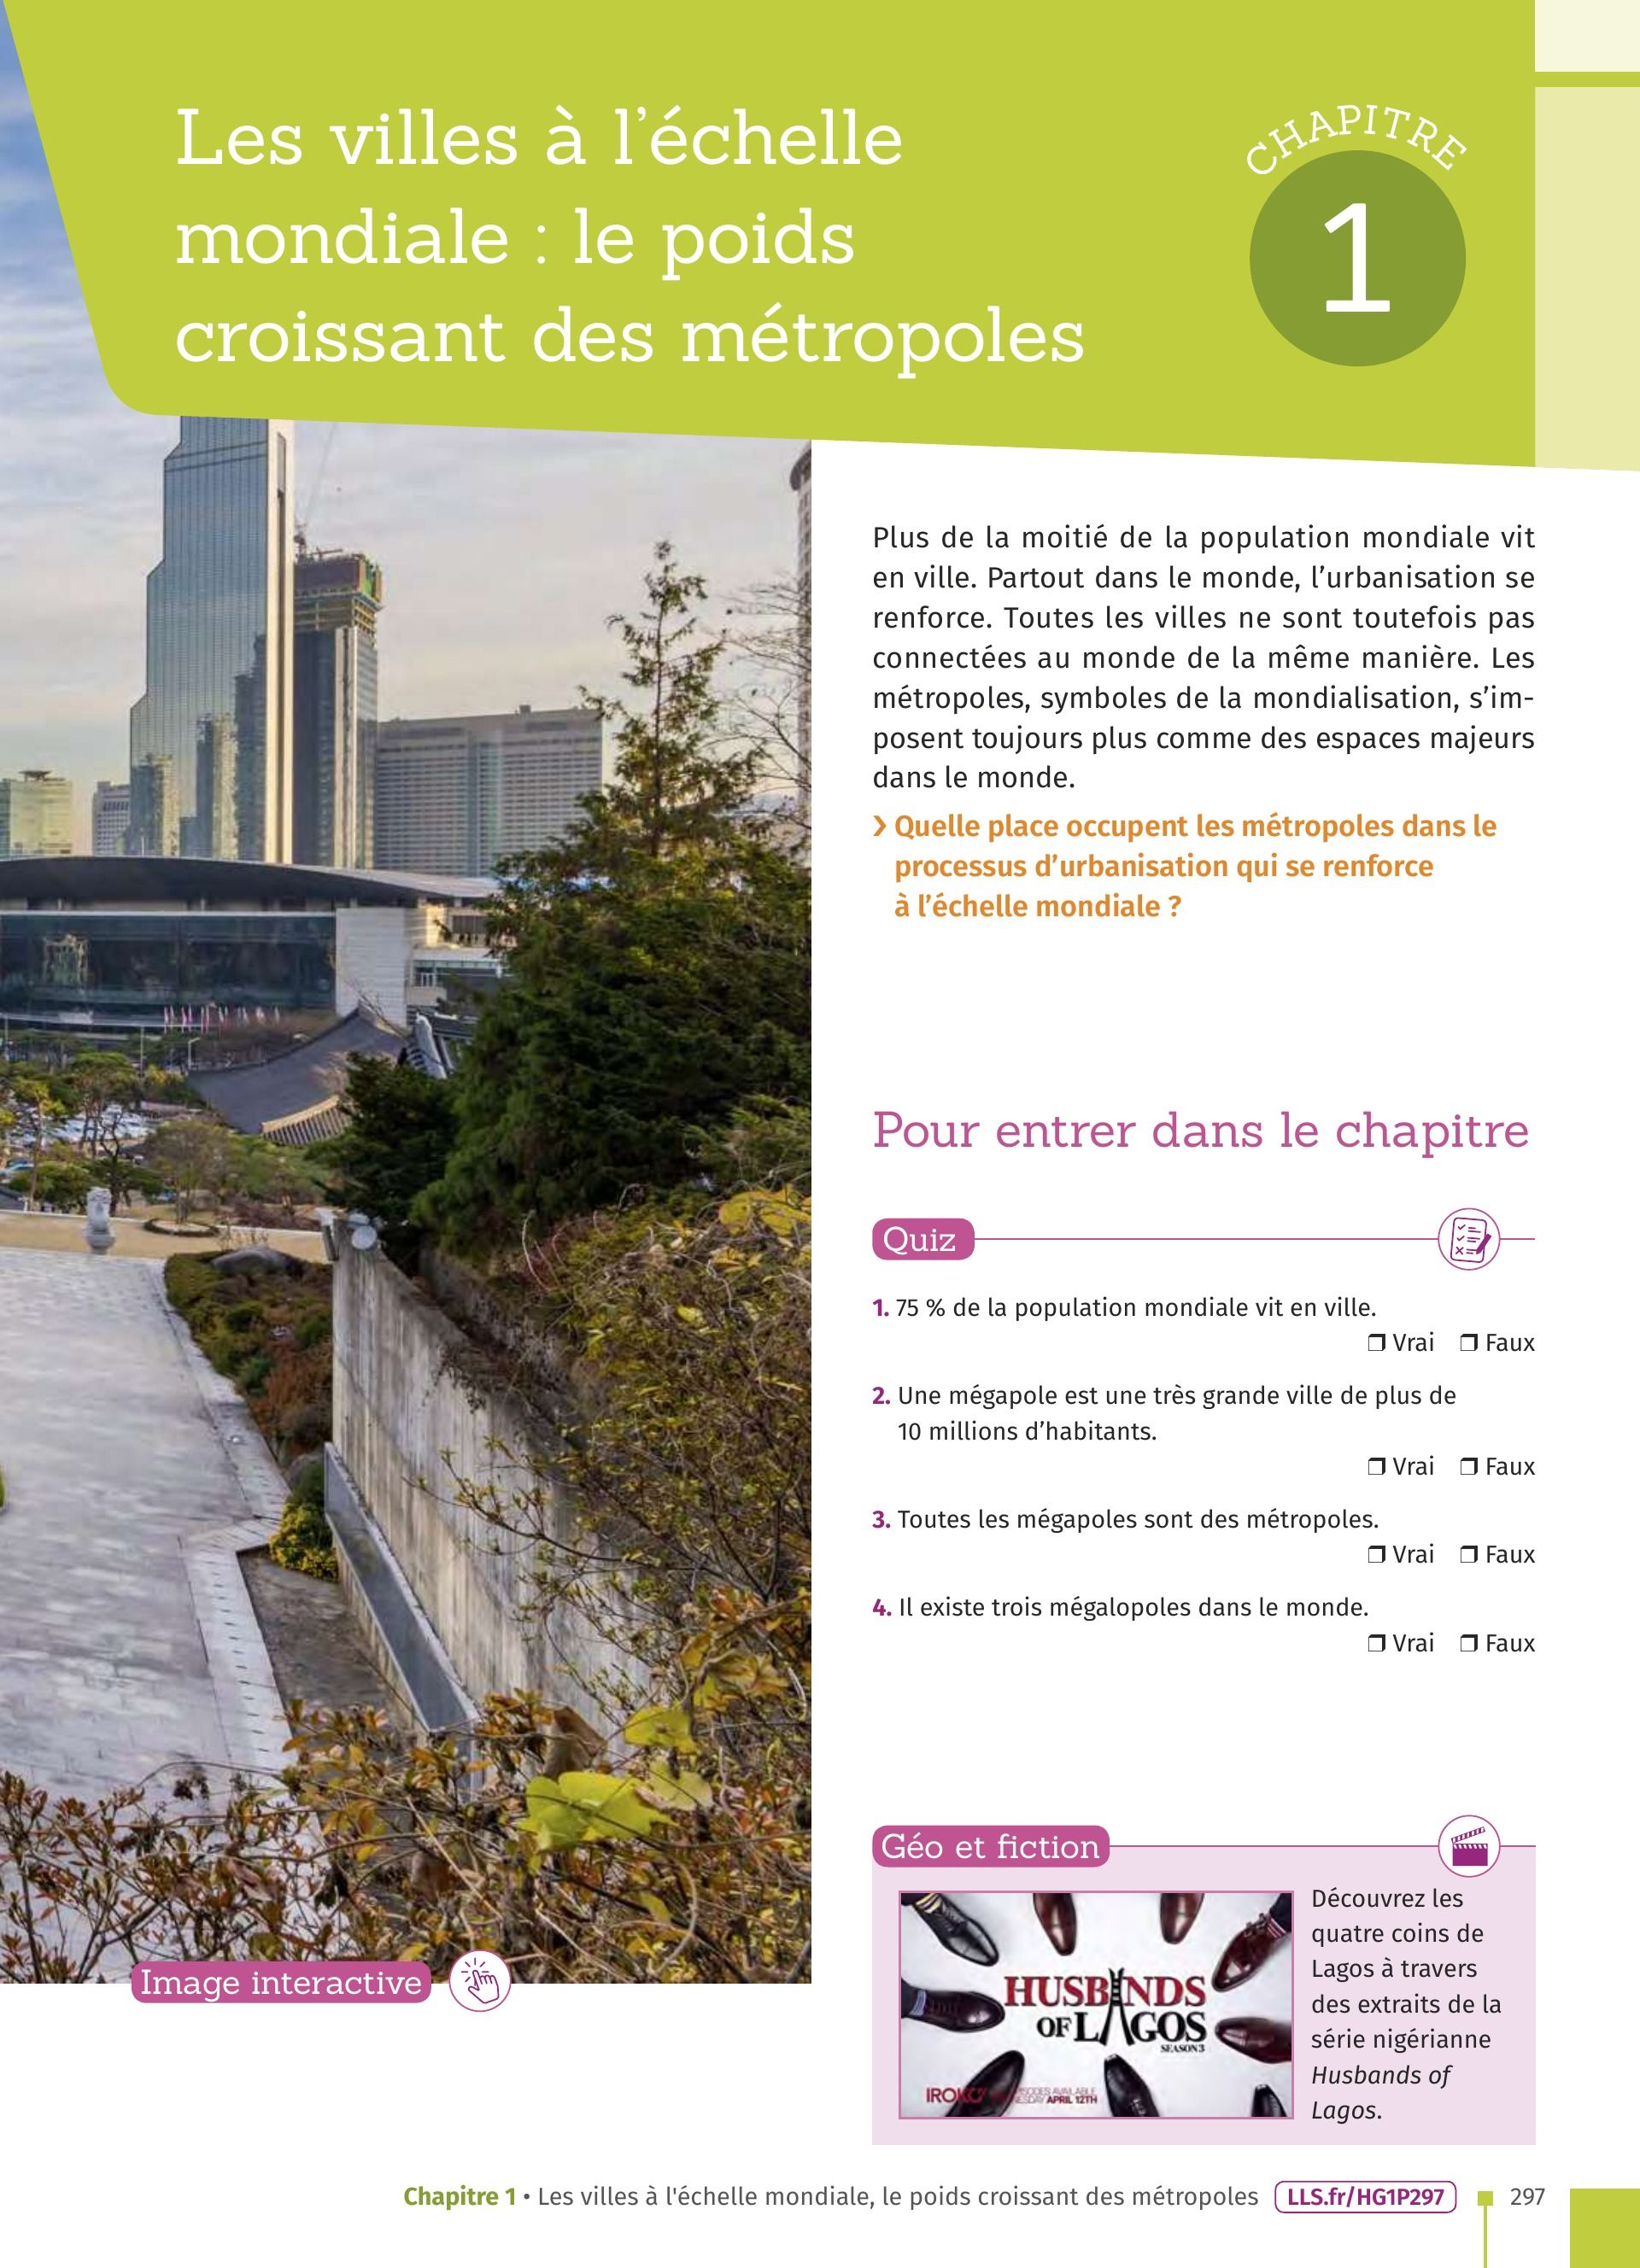 Les villes à l’échelle
mondiale : le poids
croissant des métropoles
CHAPITRE
1
Plus de la moitié de la population mondiale vit
en ville. Partout dans le monde, l’urbanisation se
renforce. Toutes les villes ne sont toutefois pas
connectées au monde de la même manière. Les
métropoles, symboles de la mondialisation, s’im-
posent toujours plus comme des espaces majeurs
dans le monde.
› Quelle place occupent les métropoles dans le
processus d’urbanisation qui se renforce
à l’échelle mondiale ?
Pour entrer dans le chapitre
Quiz
1. 75 % de la population mondiale vit en ville.
❒ Vrai ❒ Faux
2. Une mégapole est une très grande ville de plus de
10 millions d’habitants.
❒ Vrai ❒ Faux
3. Toutes les mégapoles sont des métropoles.
❒ Vrai ❒ Faux
4. Il existe trois mégalopoles dans le monde.
❒ Vrai ❒ Faux
Image interactive
Géo et fiction
HUSBANDS
OF LAGOS
SEASON 3
APRIL 12TH
Découvrez les
quatre coins de
Lagos à travers
des extraits de la
série nigérianne
Husbands of
Lagos.
Chapitre 1 • Les villes à l'échelle mondiale, le poids croissant des métropoles LLS.fr/HG1P297 297